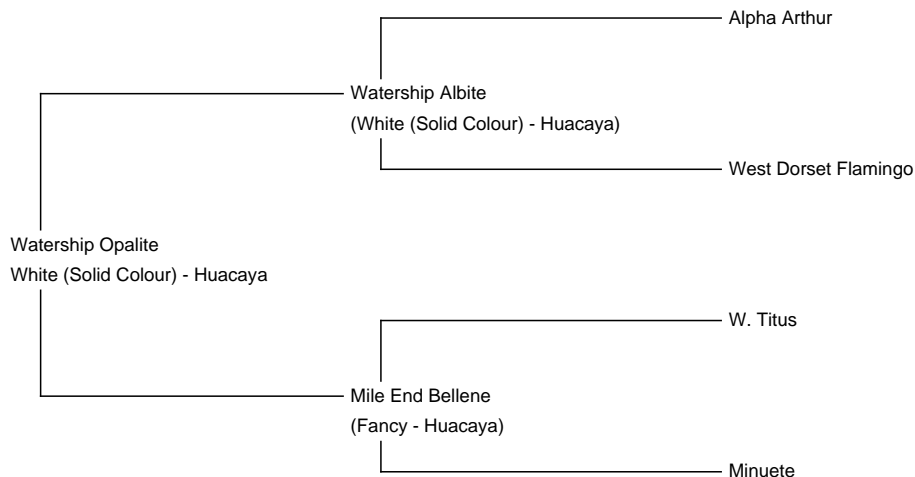 Alpha Arthur
Watership Albite
(White (Solid Colour) - Huacaya)
West Dorset Flamingo
Watership Opalite
White (Solid Colour) - Huacaya
W. Titus
Mile End Bellene
(Fancy - Huacaya)
Minuete